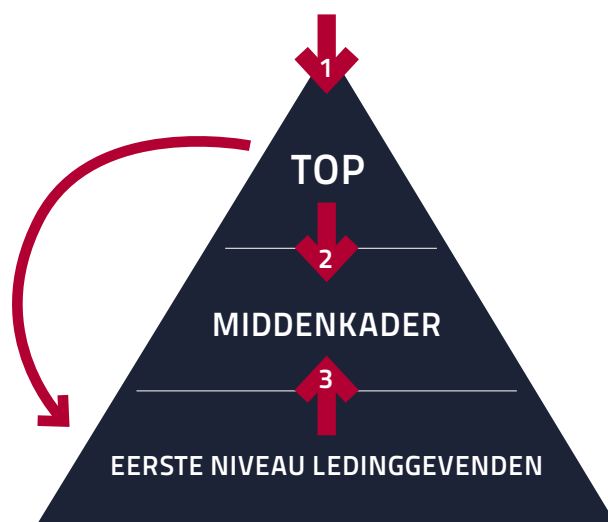 1
TOP
2
MIDDENKADER
3
EERSTE NIVEAU LEDINGGEVENDEN